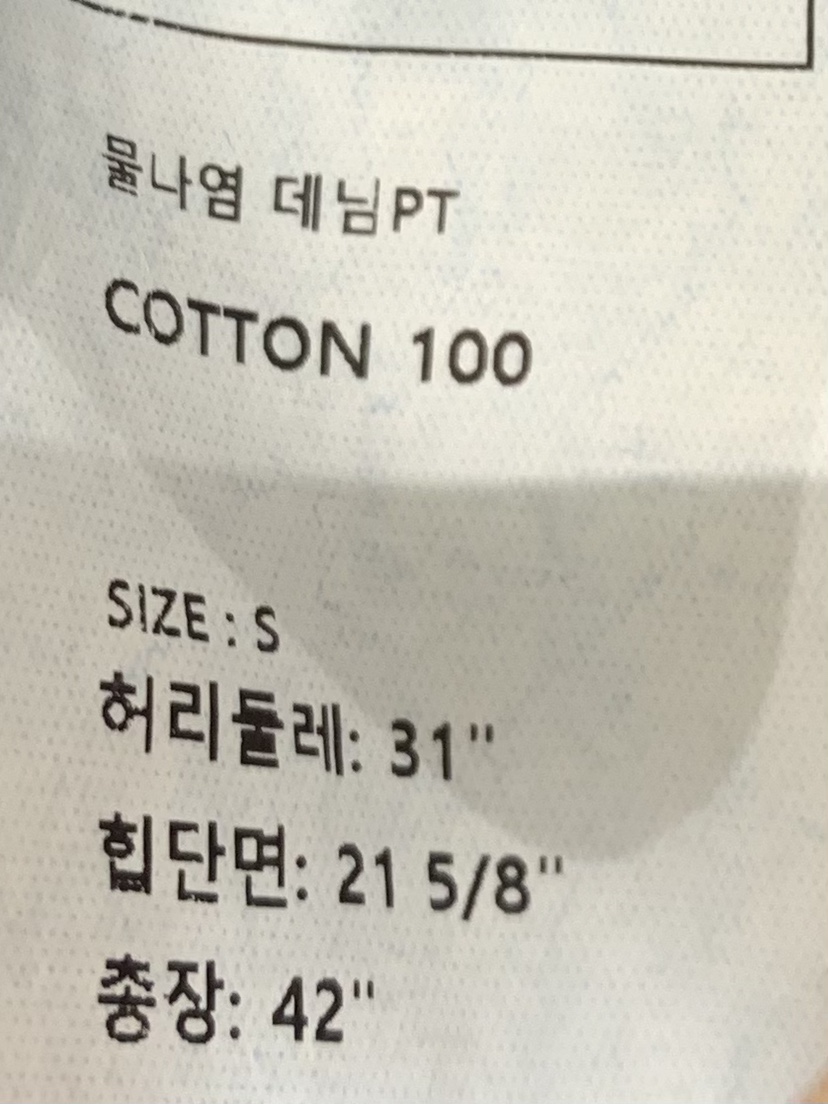 물나염 데님PT
COTTON 100
SIZE : S
허리둘레: 31"
힙단면: 21 5/8"
총장: 42"